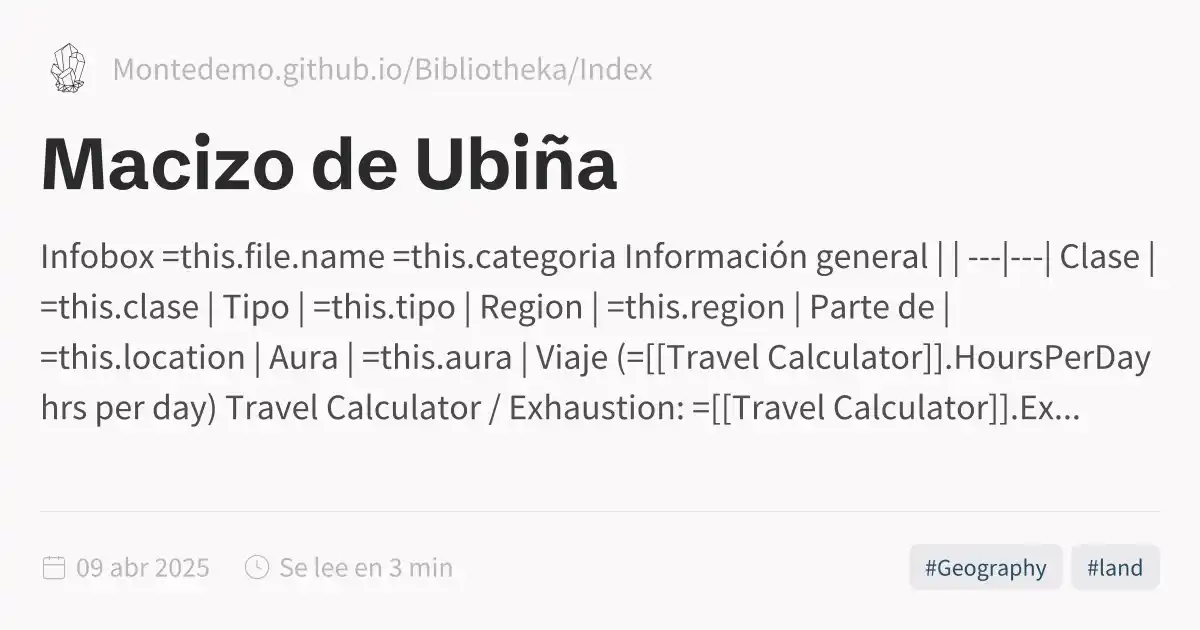 Montedemo.github.io/Bibliotheka/Index
Macizo de Ubiña
Infobox =this.file.name =this.categoria Información general | | ---|---| Clase |
=this.clase | Tipo | =this.tipo | Region | =this.region | Parte de |
=this.location | Aura | =this.aura | Viaje (=[[Travel Calculator]].HoursPerDay
hrs per day) Travel Calculator / Exhaustion: =[[Travel Calculator]].Ex...
09 abr 2025 Se lee en 3 min #Geography #land